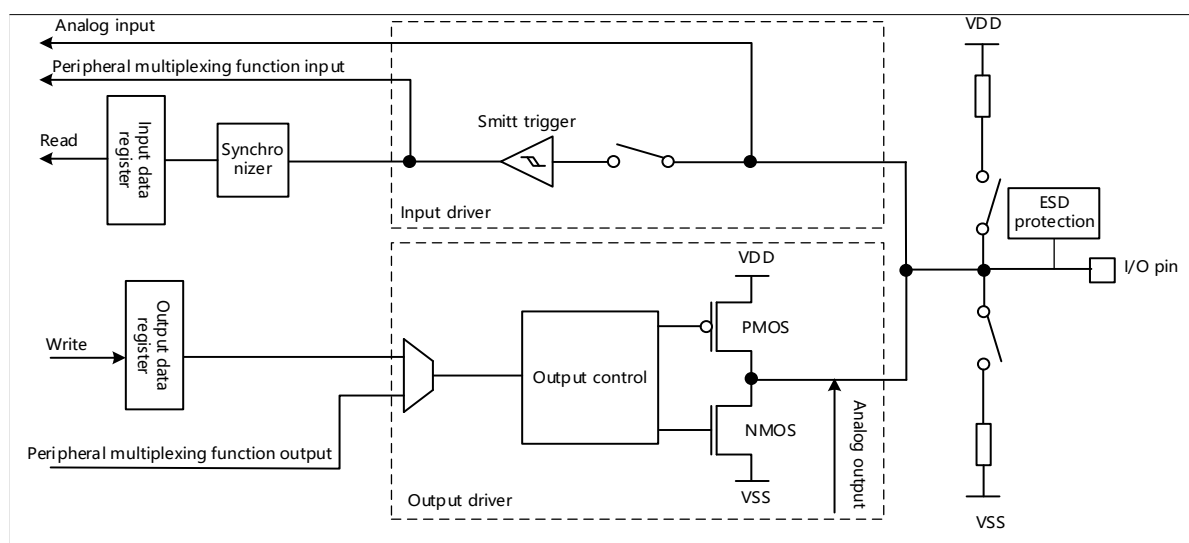 Analog input
VDD
Peripheral multiplexing function input
Smitt trigger
Read
Input data
register
Synchro
nizer
Input driver
ESD
protection
I/O pin
VDD
Output data
register
PMOS
Write
Output control
NMOS
Analog output
Peripheral multiplexing function output
VSS
Output driver
VSS